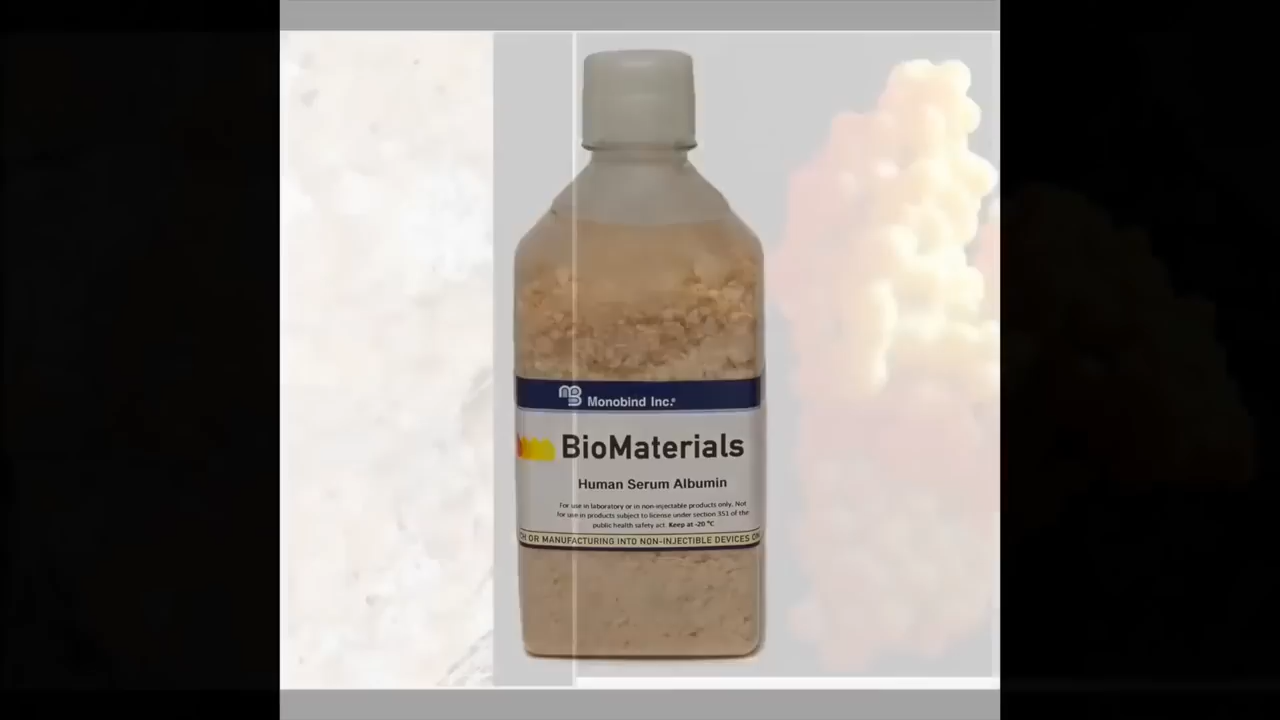 Monobind Inc.®
BioMaterials
Human Serum Albumin
For use in laboratory or in non-injectable products only. Not
for use in products subject to license under section 351 of the
public health safety act. Keep at -20 °C
CH OR MANUFACTURING INTO NON-INJECTIBLE DEVICES ON